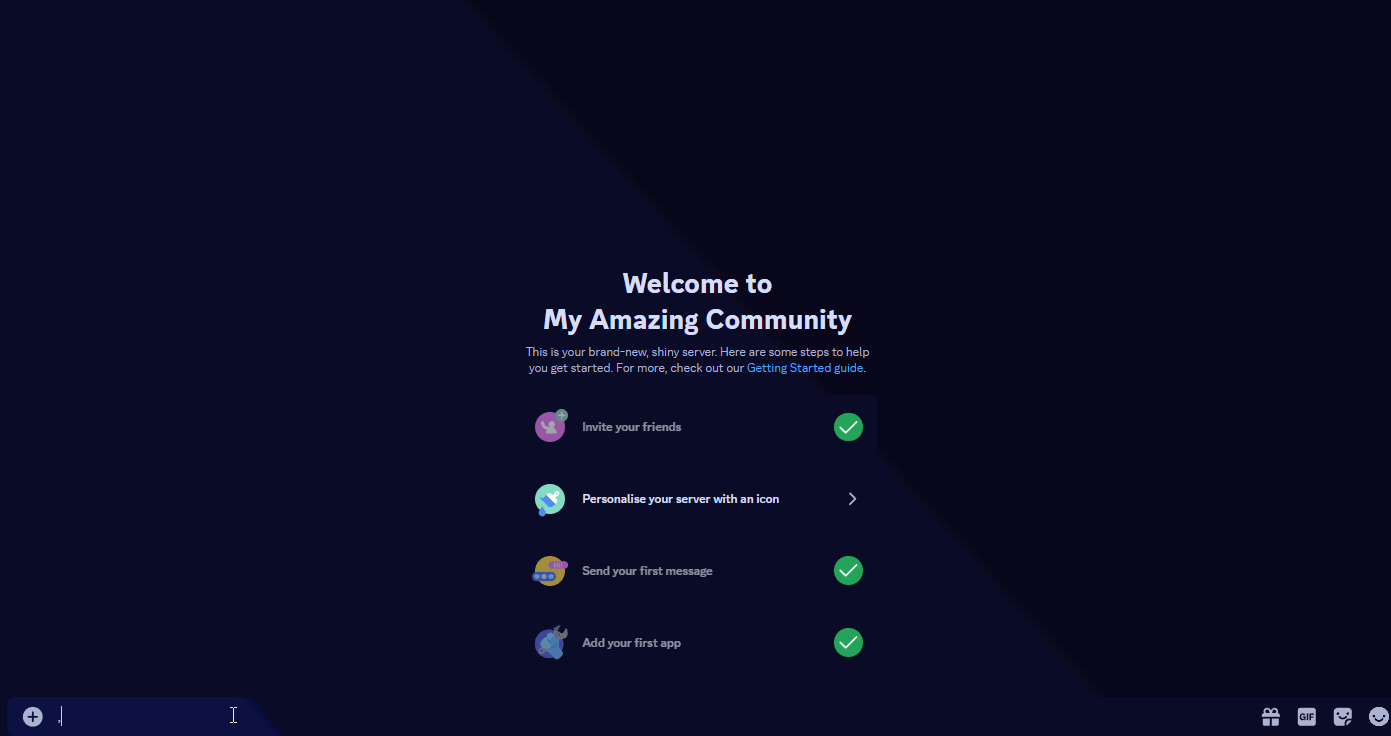 Welcome to
My Amazing Community
This is your brand-new, shiny server. Here are some steps to help
you get started. For more, check out our Getting Started guide.
Invite your friends
Personalise your server with an icon
Send your first message
Add your first app
,
GIF